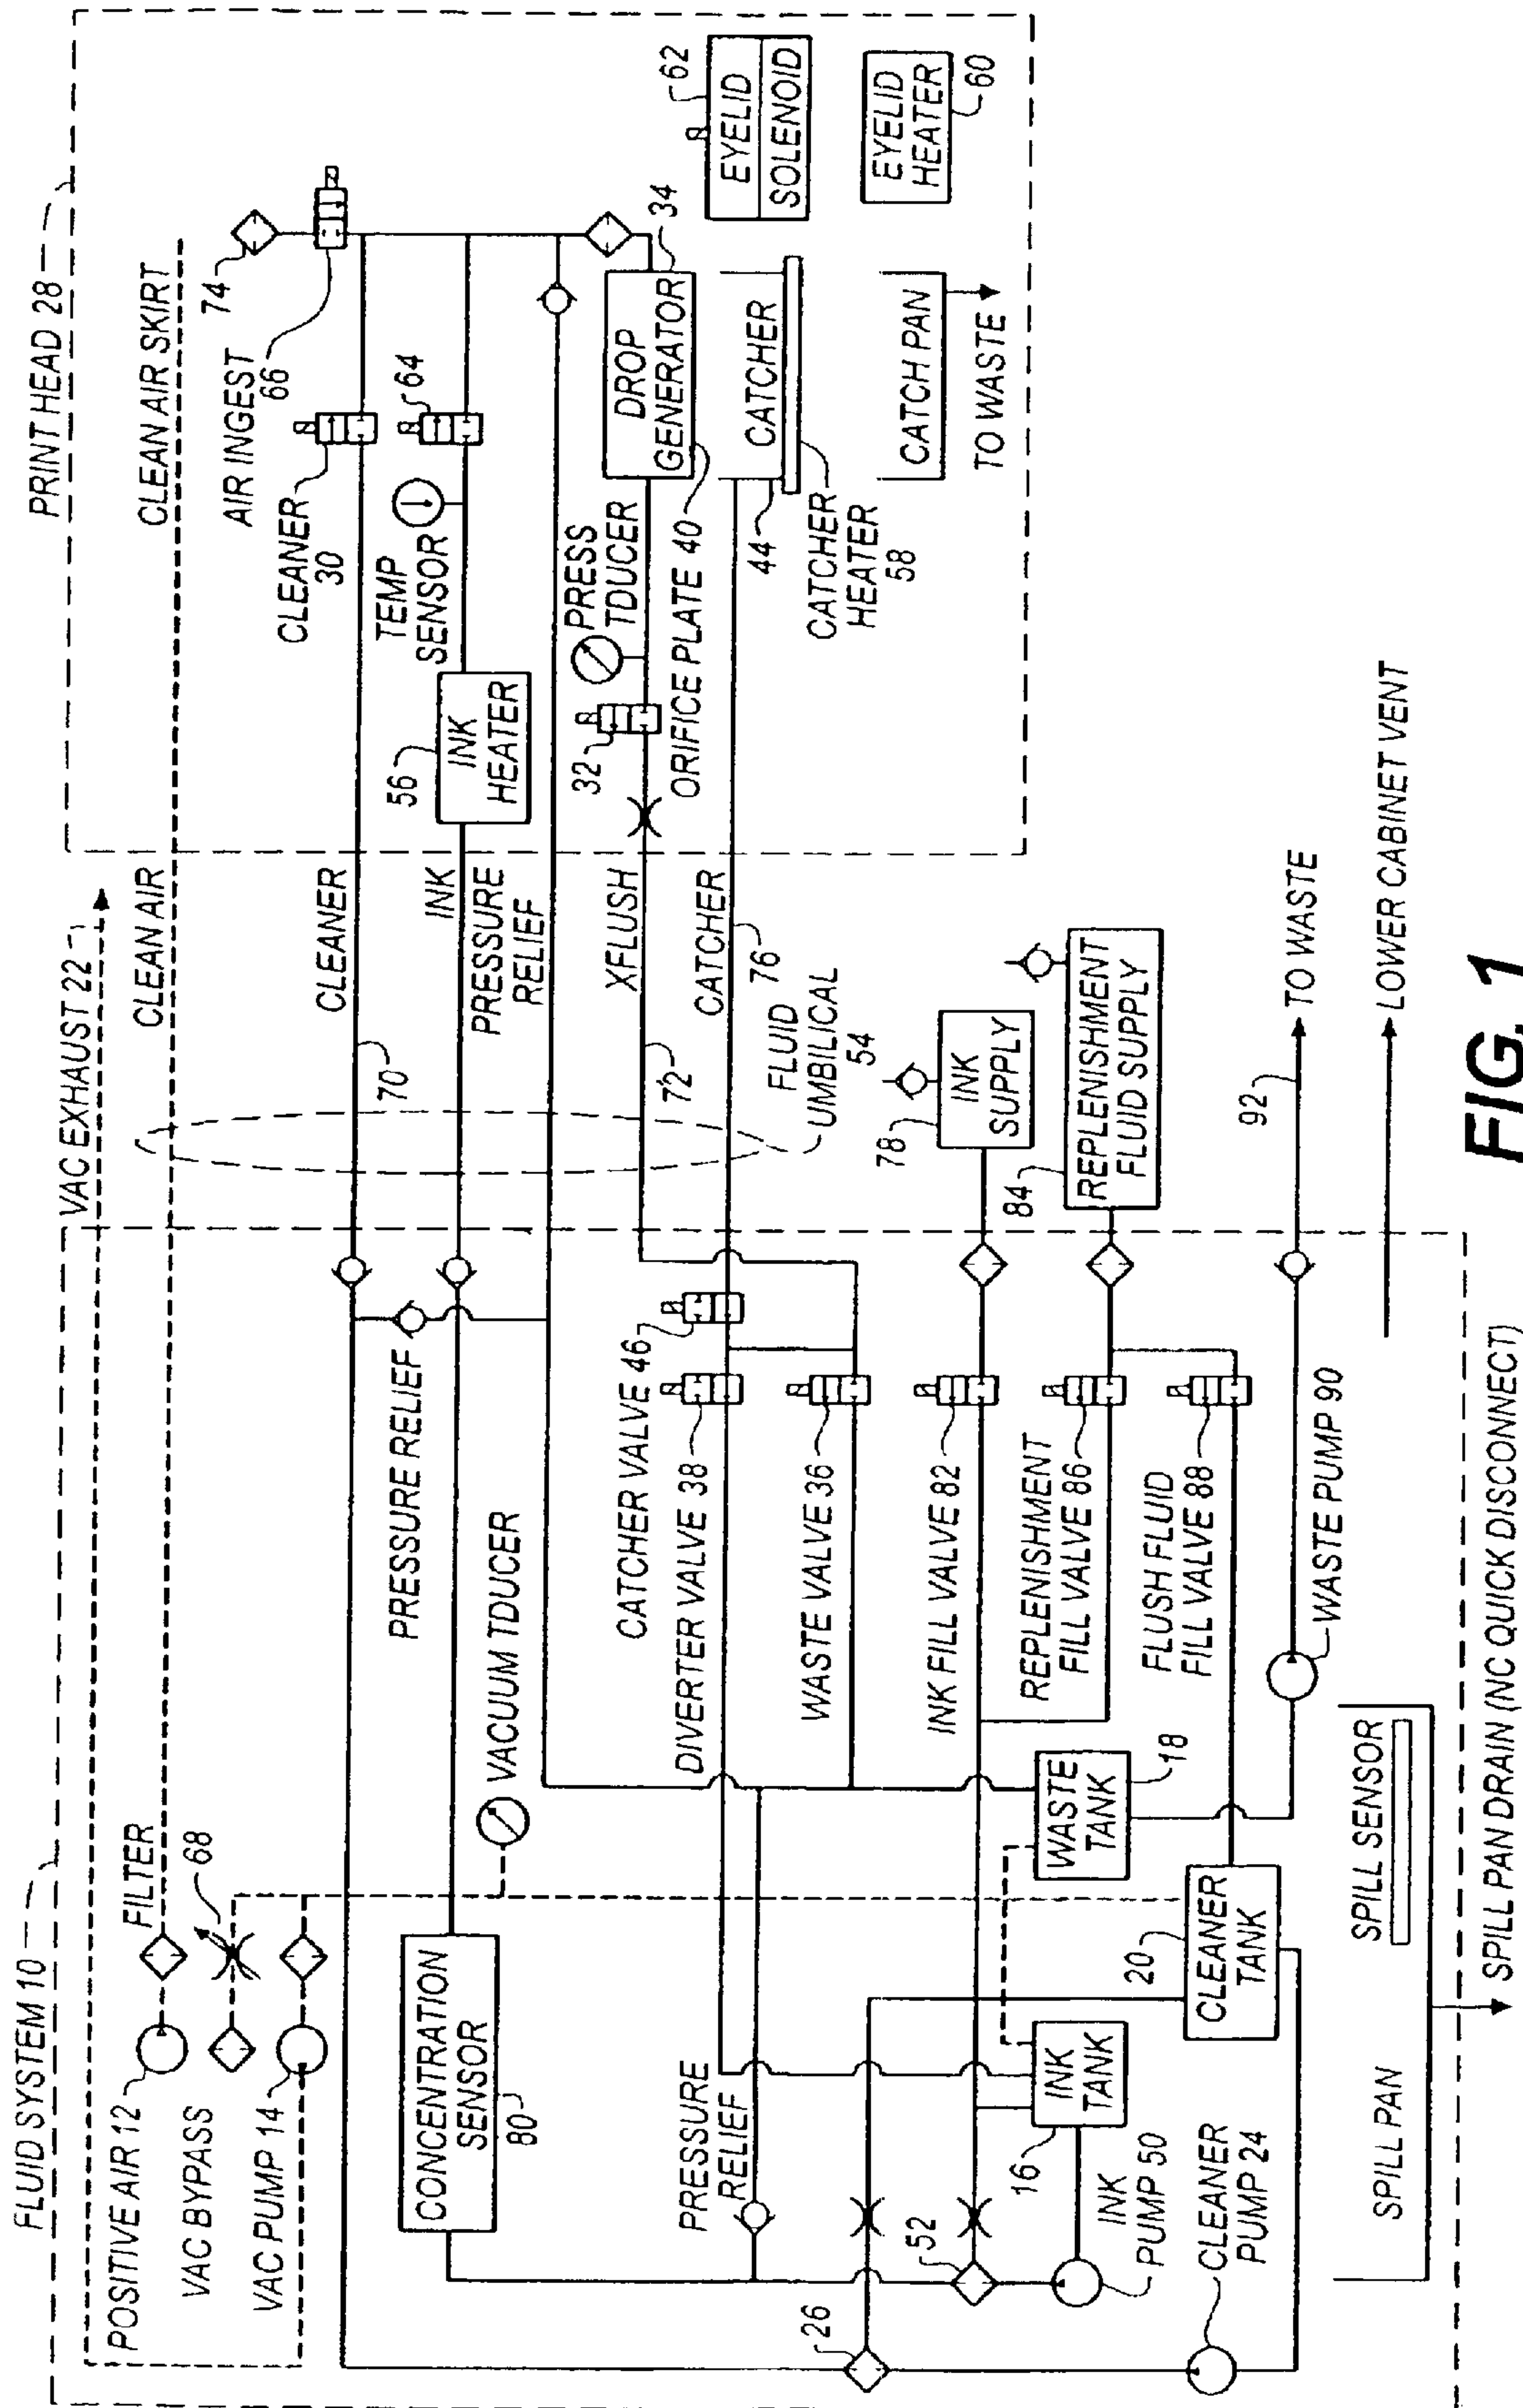 FLUID SYSTEM 10
VAC EXHAUST 22
PRINT HEAD 28
POSITIVE AIR 12
FILTER
CLEAN AIR
CLEAN AIR SKIRT
VAC BYPASS
68
74
VAC PUMP 14
AIR INGEST
66
CLEANER
70
CLEANER
30
64
PRESSURE RELIEF
INK
TEMP
SENSOR
56
INK
HEATER
CONCENTRATION
SENSOR
80
VACUUM TDUCER
PRESSURE
RELIEF
PRESS
TDUCER
32
DROP
GENERATOR
34
62
EYELID
SOLENOID
XFLUSH
72
ORIFICE PLATE 40
CATCHER VALVE 46
DIVERTER VALVE 38
CATCHER
76
44
CATCHER
CATCHER
HEATER
58
EYELID
HEATER
60
PRESSURE
RELIEF
WASTE VALVE 36
FLUID
UMBILICAL
54
CATCH PAN
TO WASTE
26
52
INK FILL VALVE 82
78
INK
SUPPLY
16
INK
TANK
WASTE
TANK
18
REPLENISHMENT
FILL VALVE 86
84
REPLENISHMENT
FLUID SUPPLY
INK
PUMP 50
20
CLEANER
TANK
FLUSH FLUID
FILL VALVE 88
CLEANER
PUMP 24
WASTE PUMP 90
92
TO WASTE
SPILL PAN
SPILL SENSOR
LOWER CABINET VENT
SPILL PAN DRAIN (NC QUICK DISCONNECT)
FIG. 1